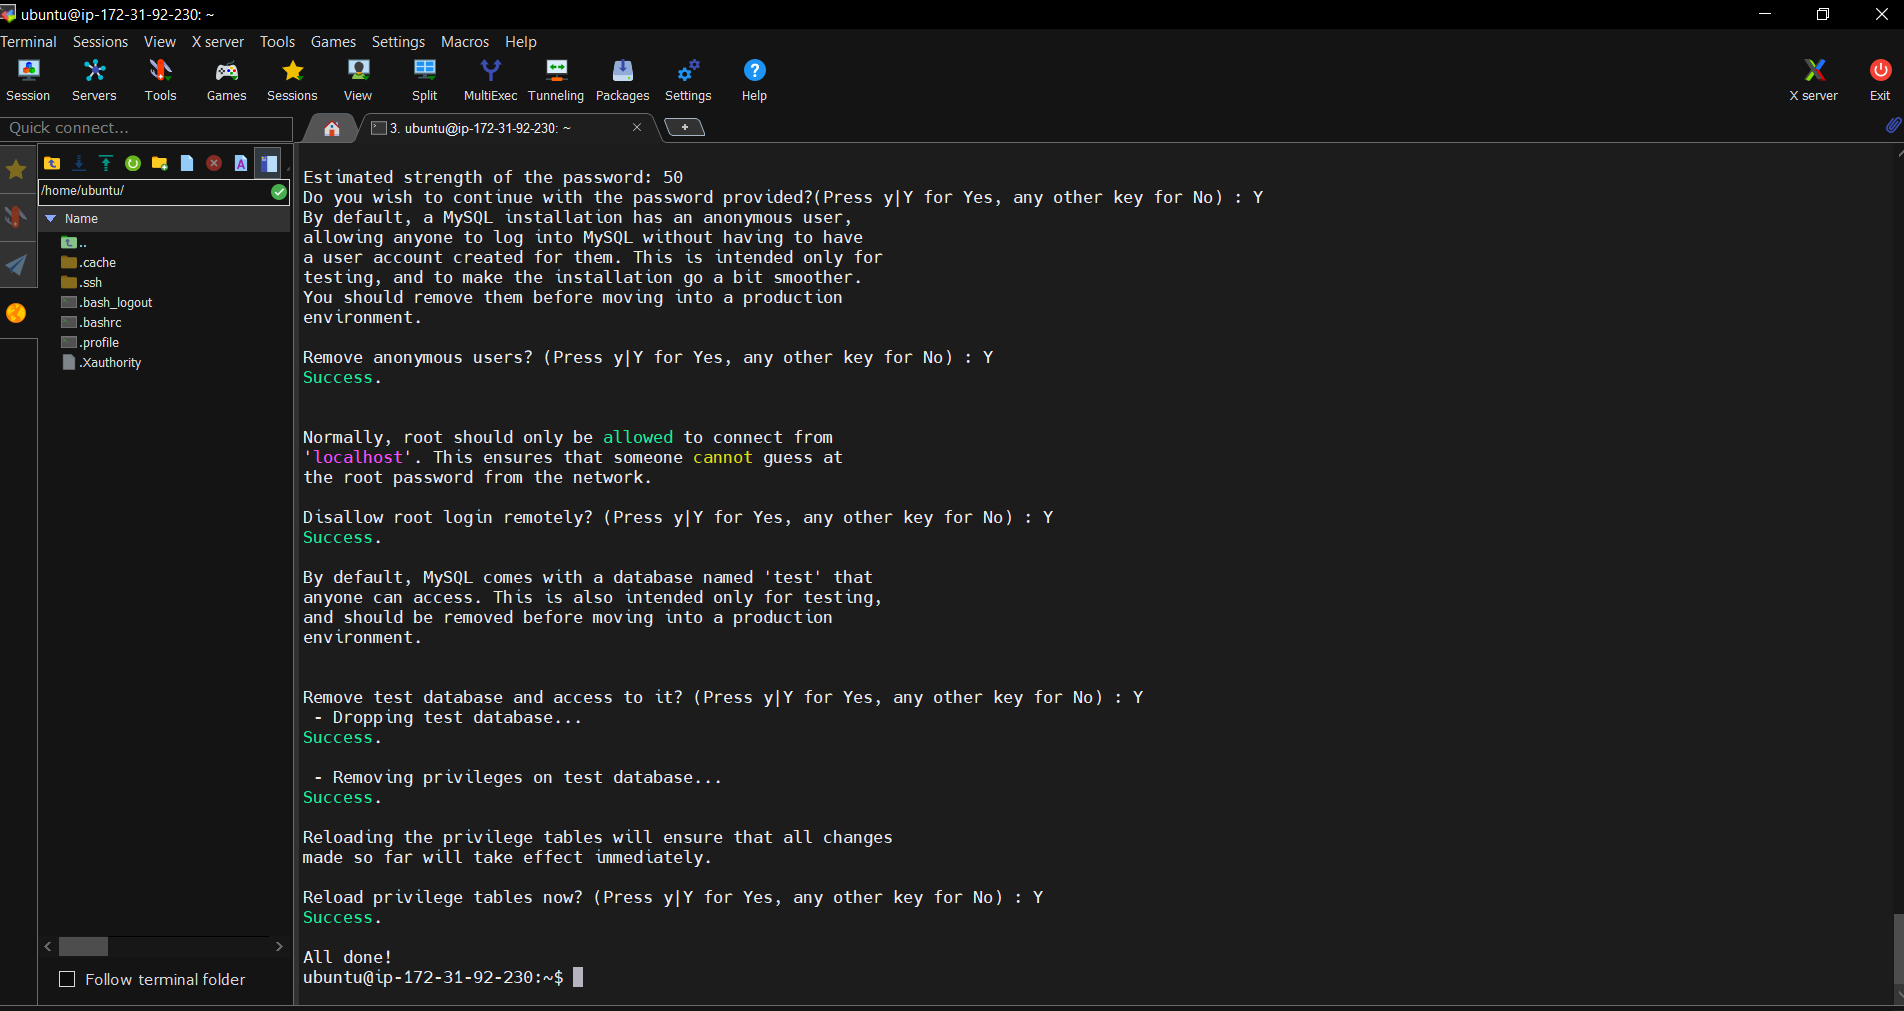 ubuntu@ip-172-31-92-230: ~
Terminal Sessions View X server Tools Games Settings Macros Help
Session Servers Tools Games Sessions View Split MultiExec Tunneling Packages Settings Help X server Exit
Quick connect...
3. ubuntu@ip-172-31-92-230: ~
/home/ubuntu/
Name
..
.cache
.ssh
.bash_logout
.bashrc
.profile
.Xauthority
Follow terminal folder
Estimated strength of the password: 50
Do you wish to continue with the password provided?(Press y|Y for Yes, any other key for No) : Y
By default, a MySQL installation has an anonymous user,
allowing anyone to log into MySQL without having to have
a user account created for them. This is intended only for
testing, and to make the installation go a bit smoother.
You should remove them before moving into a production
environment.
Remove anonymous users? (Press y|Y for Yes, any other key for No) : Y
Success.
Normally, root should only be allowed to connect from
'localhost'. This ensures that someone cannot guess at
the root password from the network.
Disallow root login remotely? (Press y|Y for Yes, any other key for No) : Y
Success.
By default, MySQL comes with a database named 'test' that
anyone can access. This is also intended only for testing,
and should be removed before moving into a production
environment.
Remove test database and access to it? (Press y|Y for Yes, any other key for No) : Y
- Dropping test database...
Success.
- Removing privileges on test database...
Success.
Reloading the privilege tables will ensure that all changes
made so far will take effect immediately.
Reload privilege tables now? (Press y|Y for Yes, any other key for No) : Y
Success.
All done!
ubuntu@ip-172-31-92-230:~$